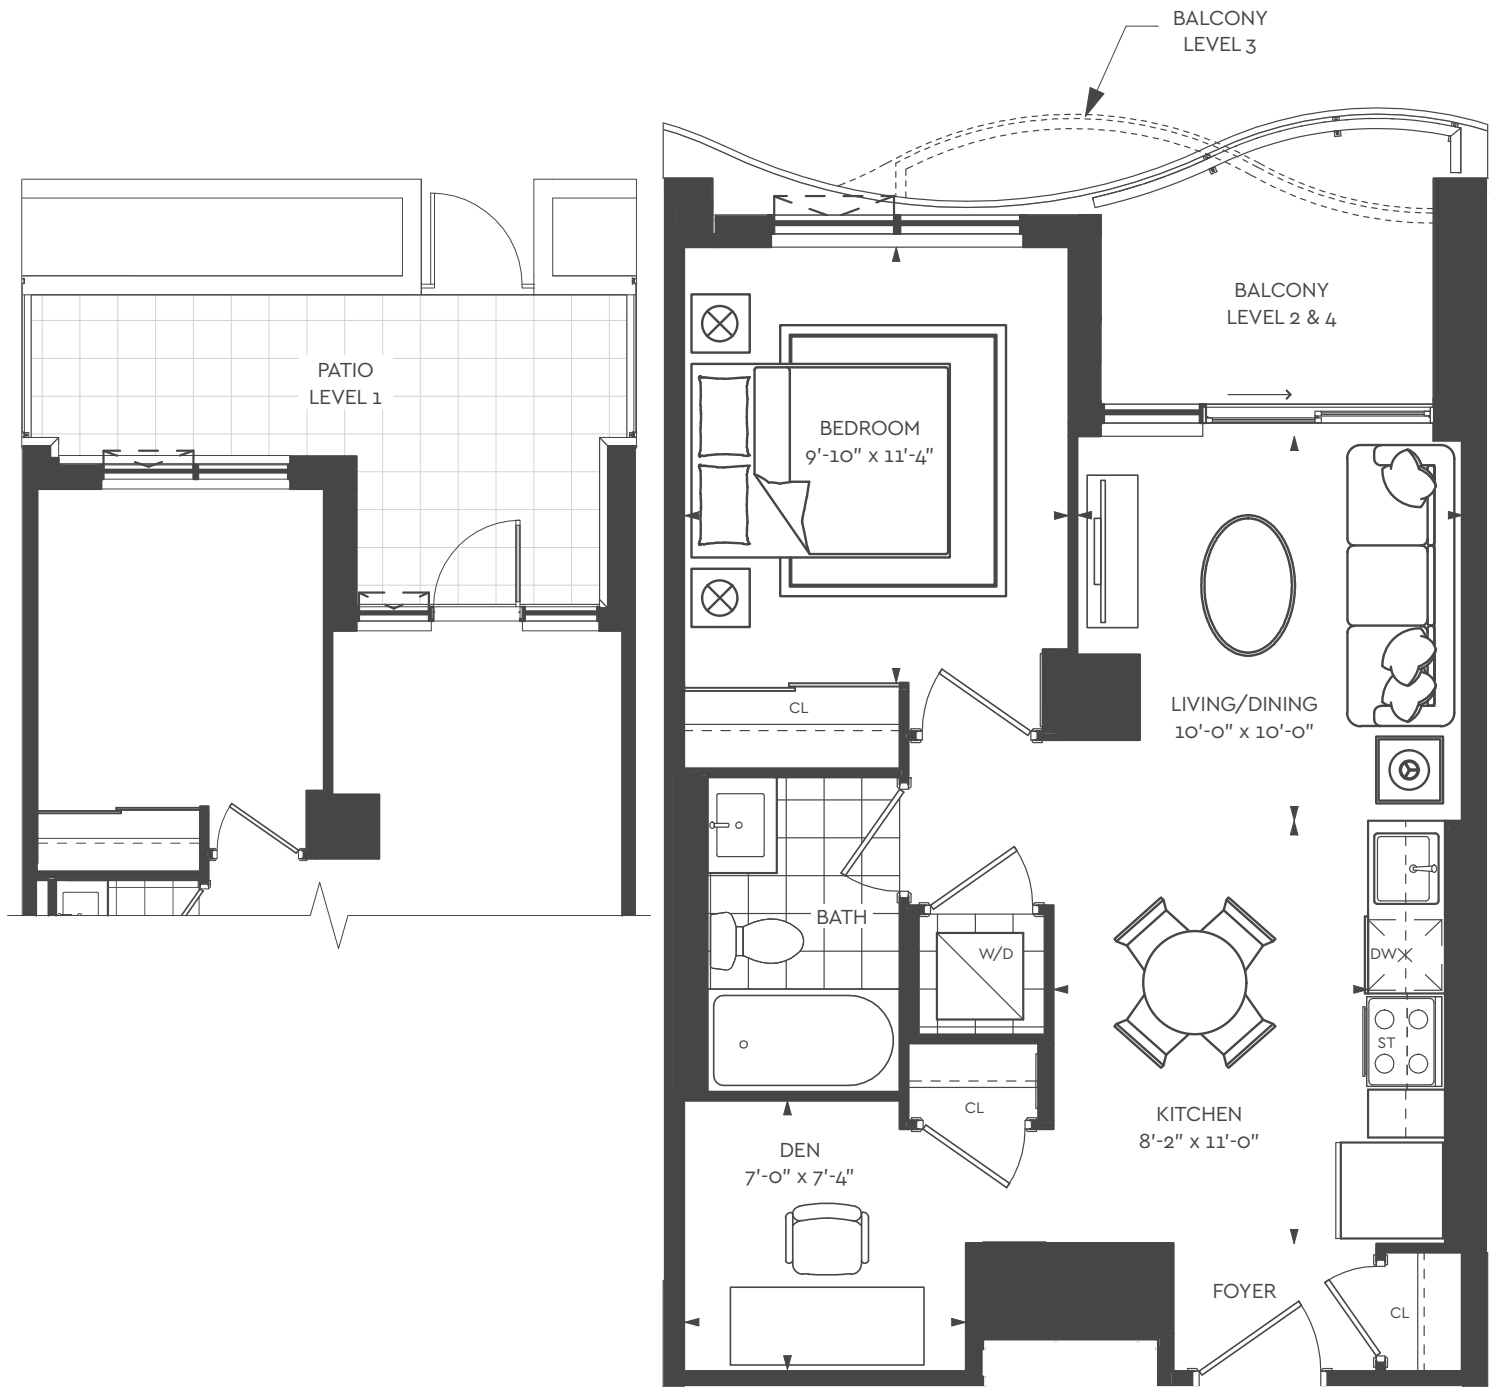 BALCONY
LEVEL 3
BALCONY
LEVEL 2 & 4
PATIO
LEVEL 1
BEDROOM
9'-10" x 11'-4"
CL
LIVING/DINING
10'-0" x 10'-0"
BATH
W/D
DW
ST
CL
KITCHEN
8'-2" x 11'-0"
DEN
7'-0" x 7'-4"
FOYER
CL